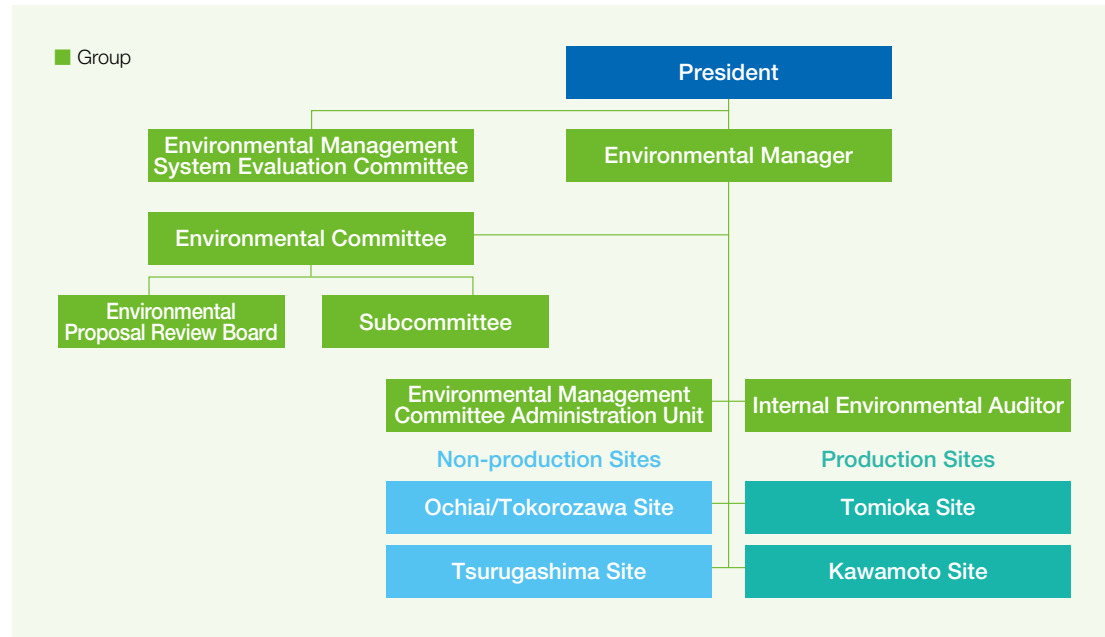 Group
President
Environmental Management
System Evaluation Committee
Environmental Manager
Environmental Committee
Environmental
Proposal Review Board
Subcommittee
Environmental Management
Committee Administration Unit
Internal Environmental Auditor
Non-production Sites
Production Sites
Ochiai/Tokorozawa Site
Tomioka Site
Tsurugashima Site
Kawamoto Site